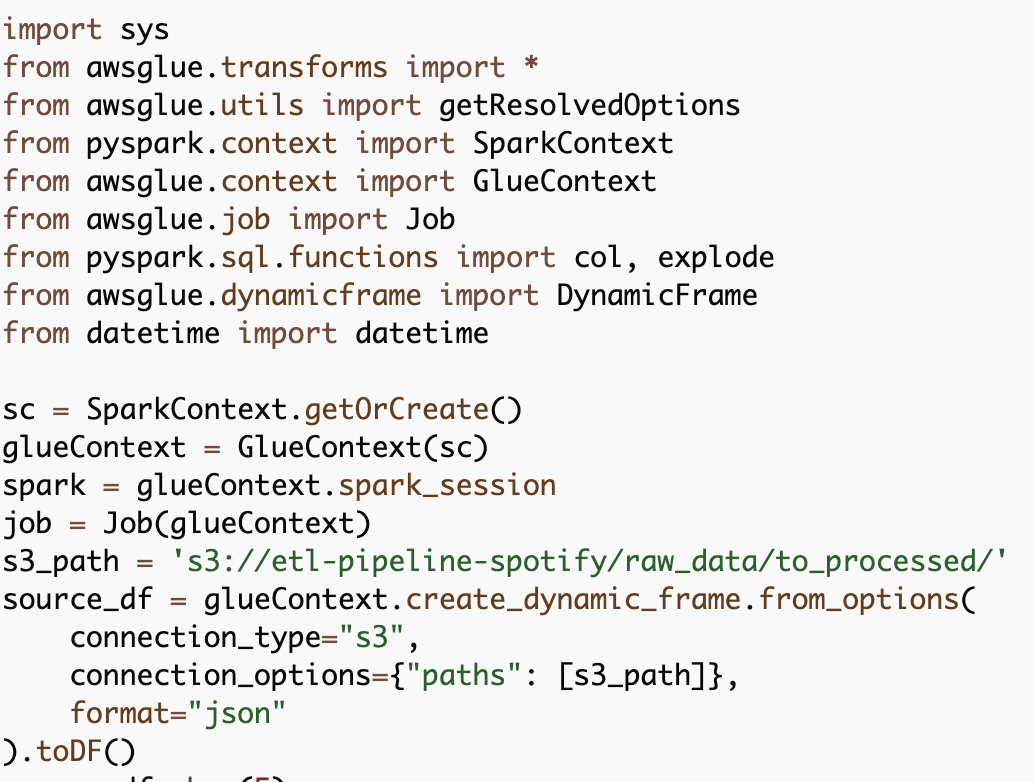 import sys
from awsglue.transforms import *
from awsglue.utils import getResolvedOptions
from pyspark.context import SparkContext
from awsglue.context import GlueContext
from awsglue.job import Job
from pyspark.sql.functions import col, explode
from awsglue.dynamicframe import DynamicFrame
from datetime import datetime

sc = SparkContext.getOrCreate()
glueContext = GlueContext(sc)
spark = glueContext.spark_session
job = Job(glueContext)
s3_path = 's3://etl-pipeline-spotify/raw_data/to_processed/'
source_df = glueContext.create_dynamic_frame.from_options(
    connection_type="s3",
    connection_options={"paths": [s3_path]},
    format="json"
).toDF()